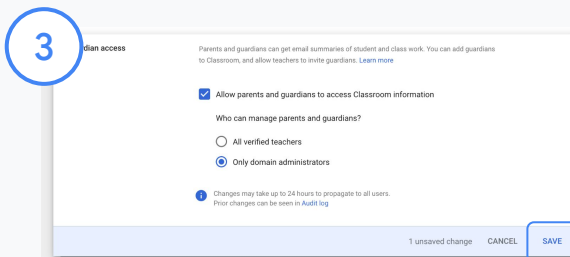 3
dian access
Parents and guardians can get email summaries of student and class work. You can add guardians
to Classroom, and allow teachers to invite guardians. Learn more
Allow parents and guardians to access Classroom information
Who can manage parents and guardians?
All verified teachers
Only domain administrators
Changes may take up to 24 hours to propagate to all users.
Prior changes can be seen in Audit log
1 unsaved change CANCEL SAVE